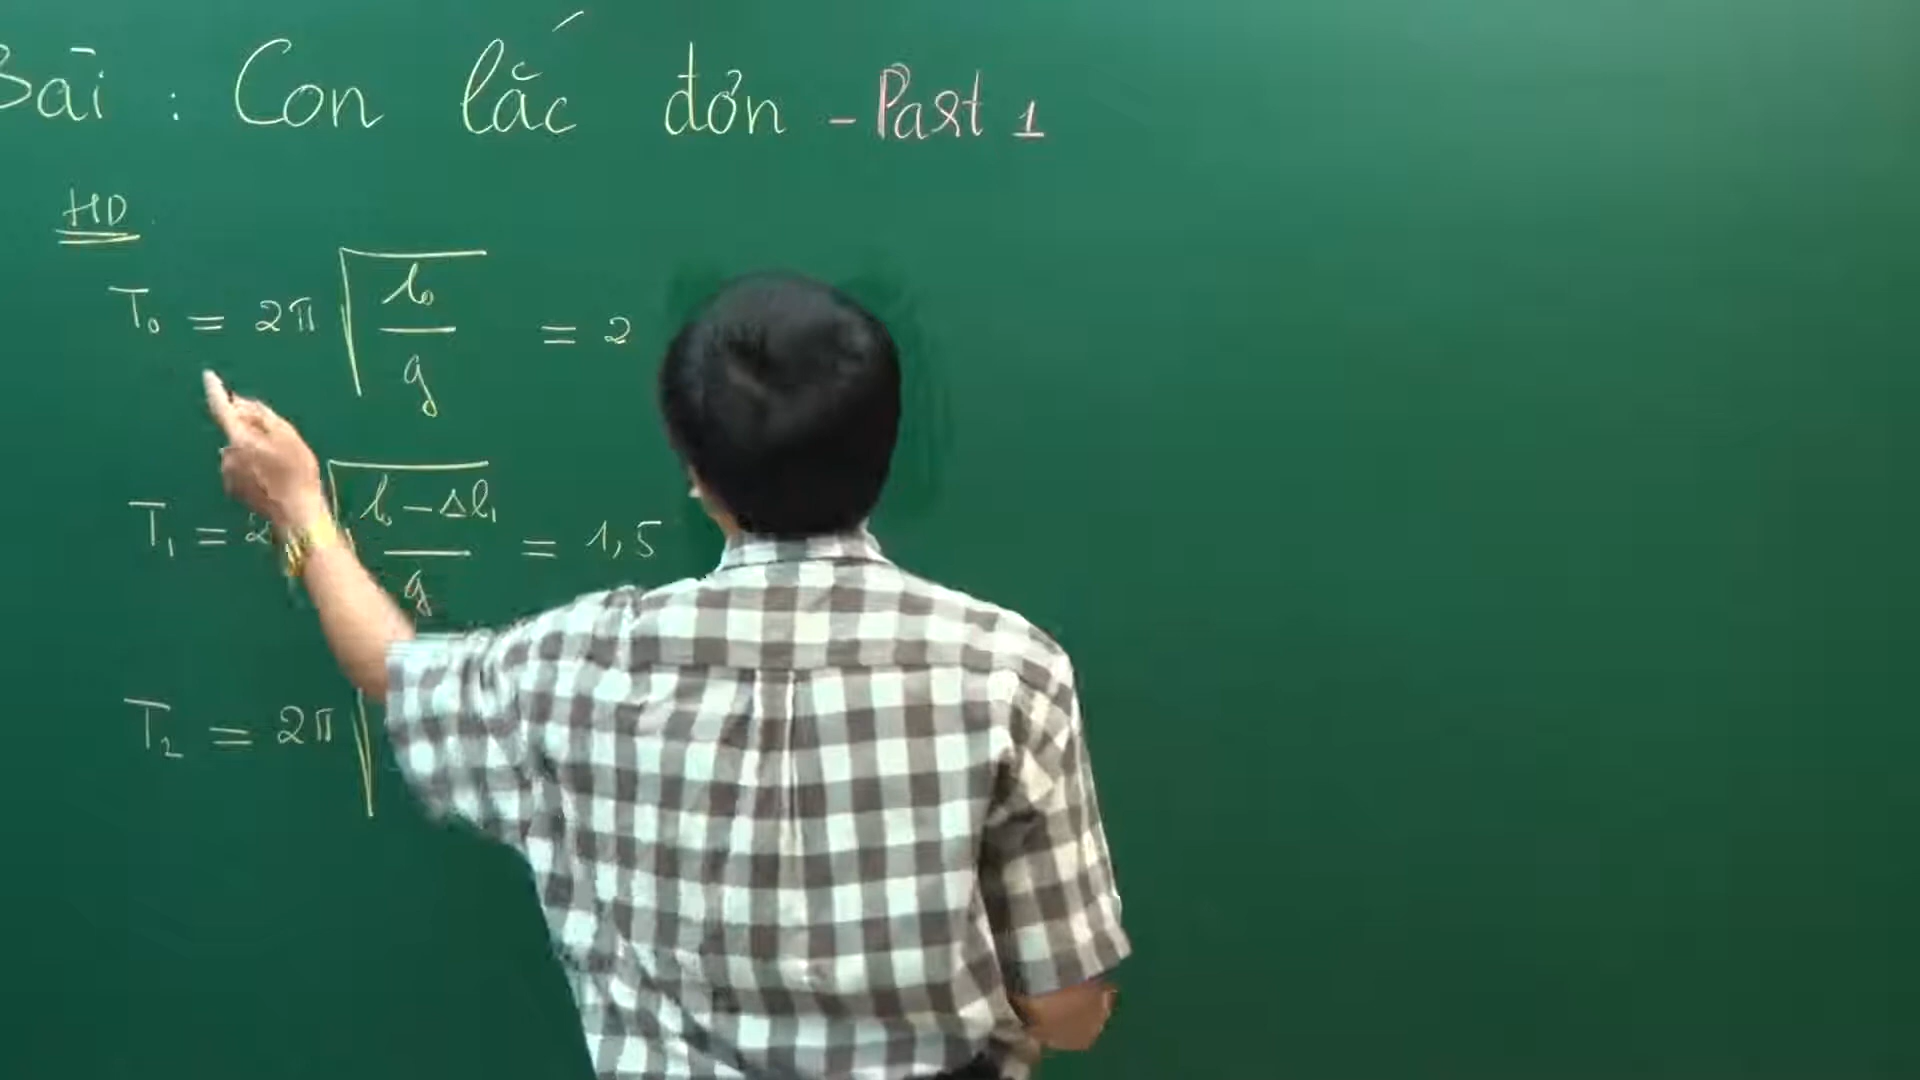 Bài : Con lắc đơn - Part 1
HD
T₀ = 2π √(l₀/g) = 2
T₁ = 2π √(l₀ - Δl₁/g) = 1,5
T₂ = 2π √